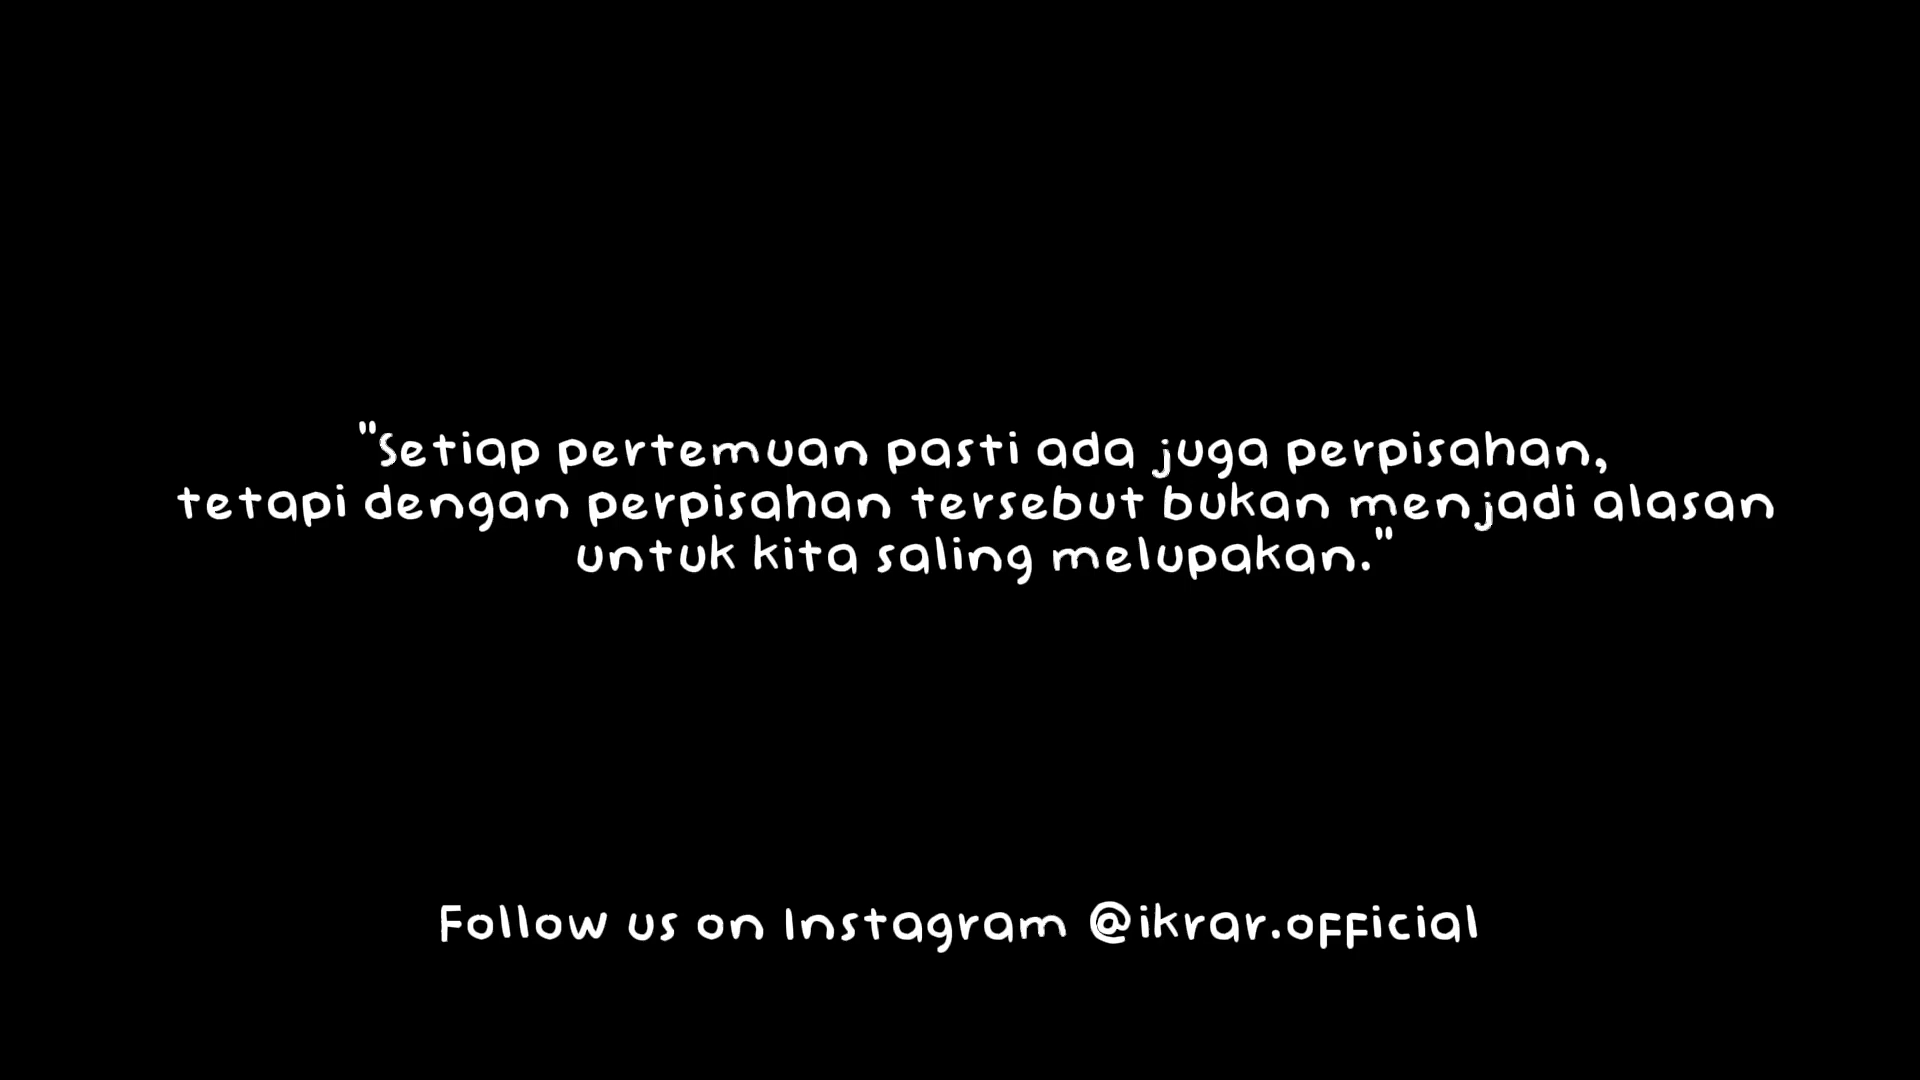 "Setiap pertemuan pasti ada juga perpisahan,
tetapi dengan perpisahan tersebut bukan menjadi alasan
untuk kita saling melupakan."
Follow us on Instagram @ikrar.official